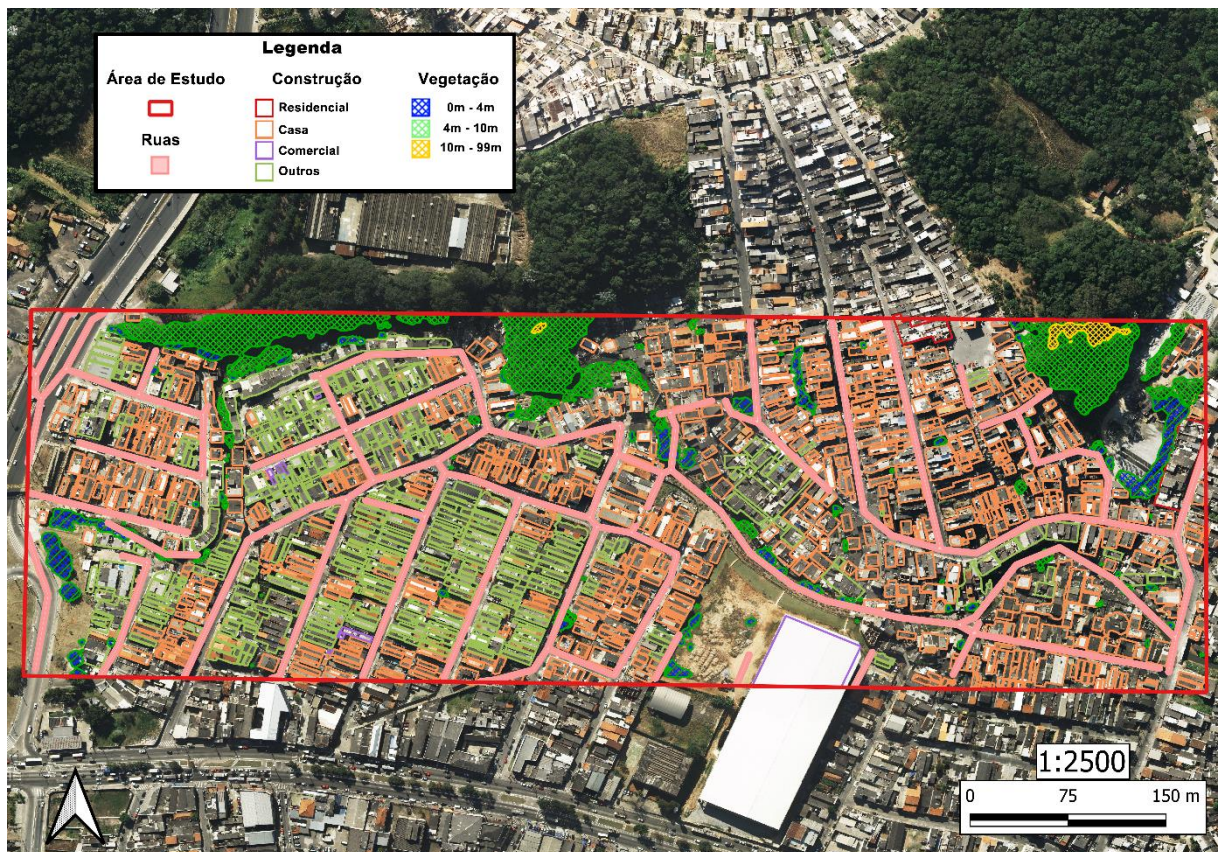 Legenda
Área de Estudo
Ruas
Construção
Residencial
Casa
Comercial
Outros
Vegetação
0m - 4m
4m - 10m
10m - 99m
1:2500
0 75 150 m